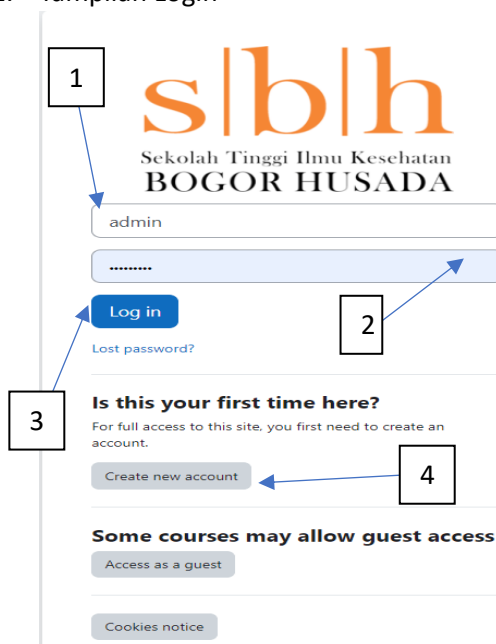 Tampilan Login
1
s|b|h
Sekolah Tinggi Ilmu Kesehatan
BOGOR HUSADA
admin
•••••••••
Log in
2
Lost password?
3
Is this your first time here?
For full access to this site, you first need to create an
account.
Create new account
4
Some courses may allow guest access
Access as a guest
Cookies notice